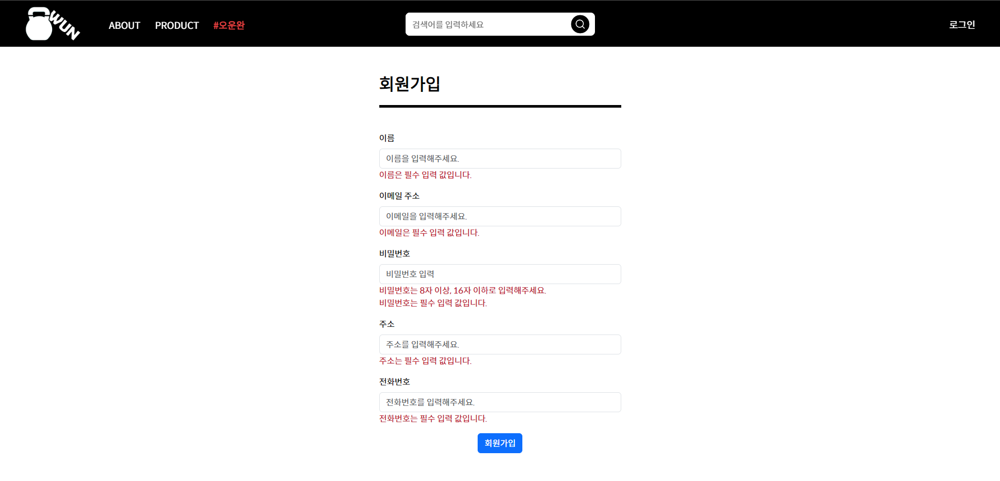 WUN
ABOUT PRODUCT #오운완 검색어를 입력하세요 로그인
회원가입
이름
이름을 입력해주세요.
이름은 필수 입력 값입니다.
이메일 주소
이메일을 입력해주세요.
이메일은 필수 입력 값입니다.
비밀번호
비밀번호 입력
비밀번호는 8자 이상, 16자 이하로 입력해주세요.
비밀번호는 필수 입력 값입니다.
주소
주소를 입력해주세요.
주소는 필수 입력 값입니다.
전화번호
전화번호를 입력해주세요.
전화번호는 필수 입력 값입니다.
회원가입